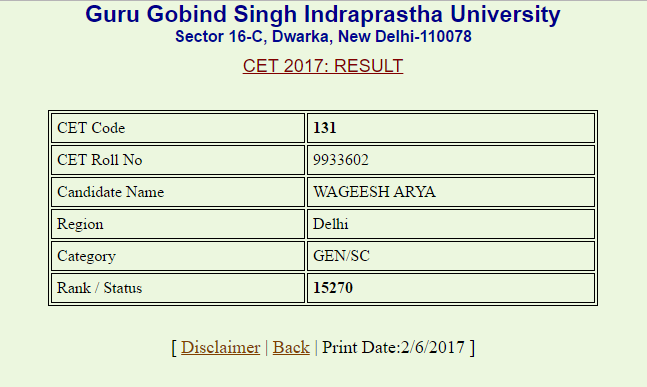 Guru Gobind Singh Indraprastha University
Sector 16-C, Dwarka, New Delhi-110078
CET 2017: RESULT
CET Code 131
CET Roll No 9933602
Candidate Name WAGEESH ARYA
Region Delhi
Category GEN/SC
Rank / Status 15270
[ Disclaimer | Back | Print Date:2/6/2017 ]